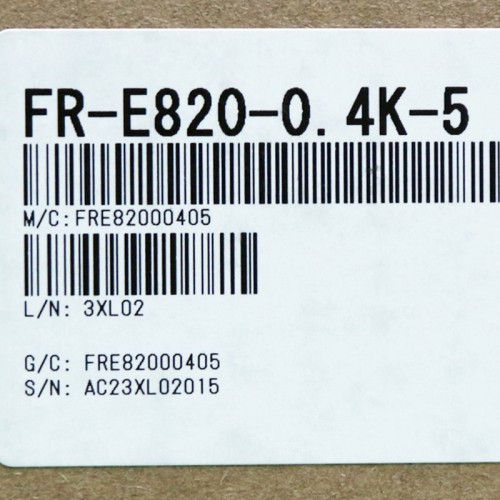 FR-E820-0.4K-5
M/C:FRE82000405
L/N: 3XL02
G/C: FRE82000405
S/N: AC23XL02015